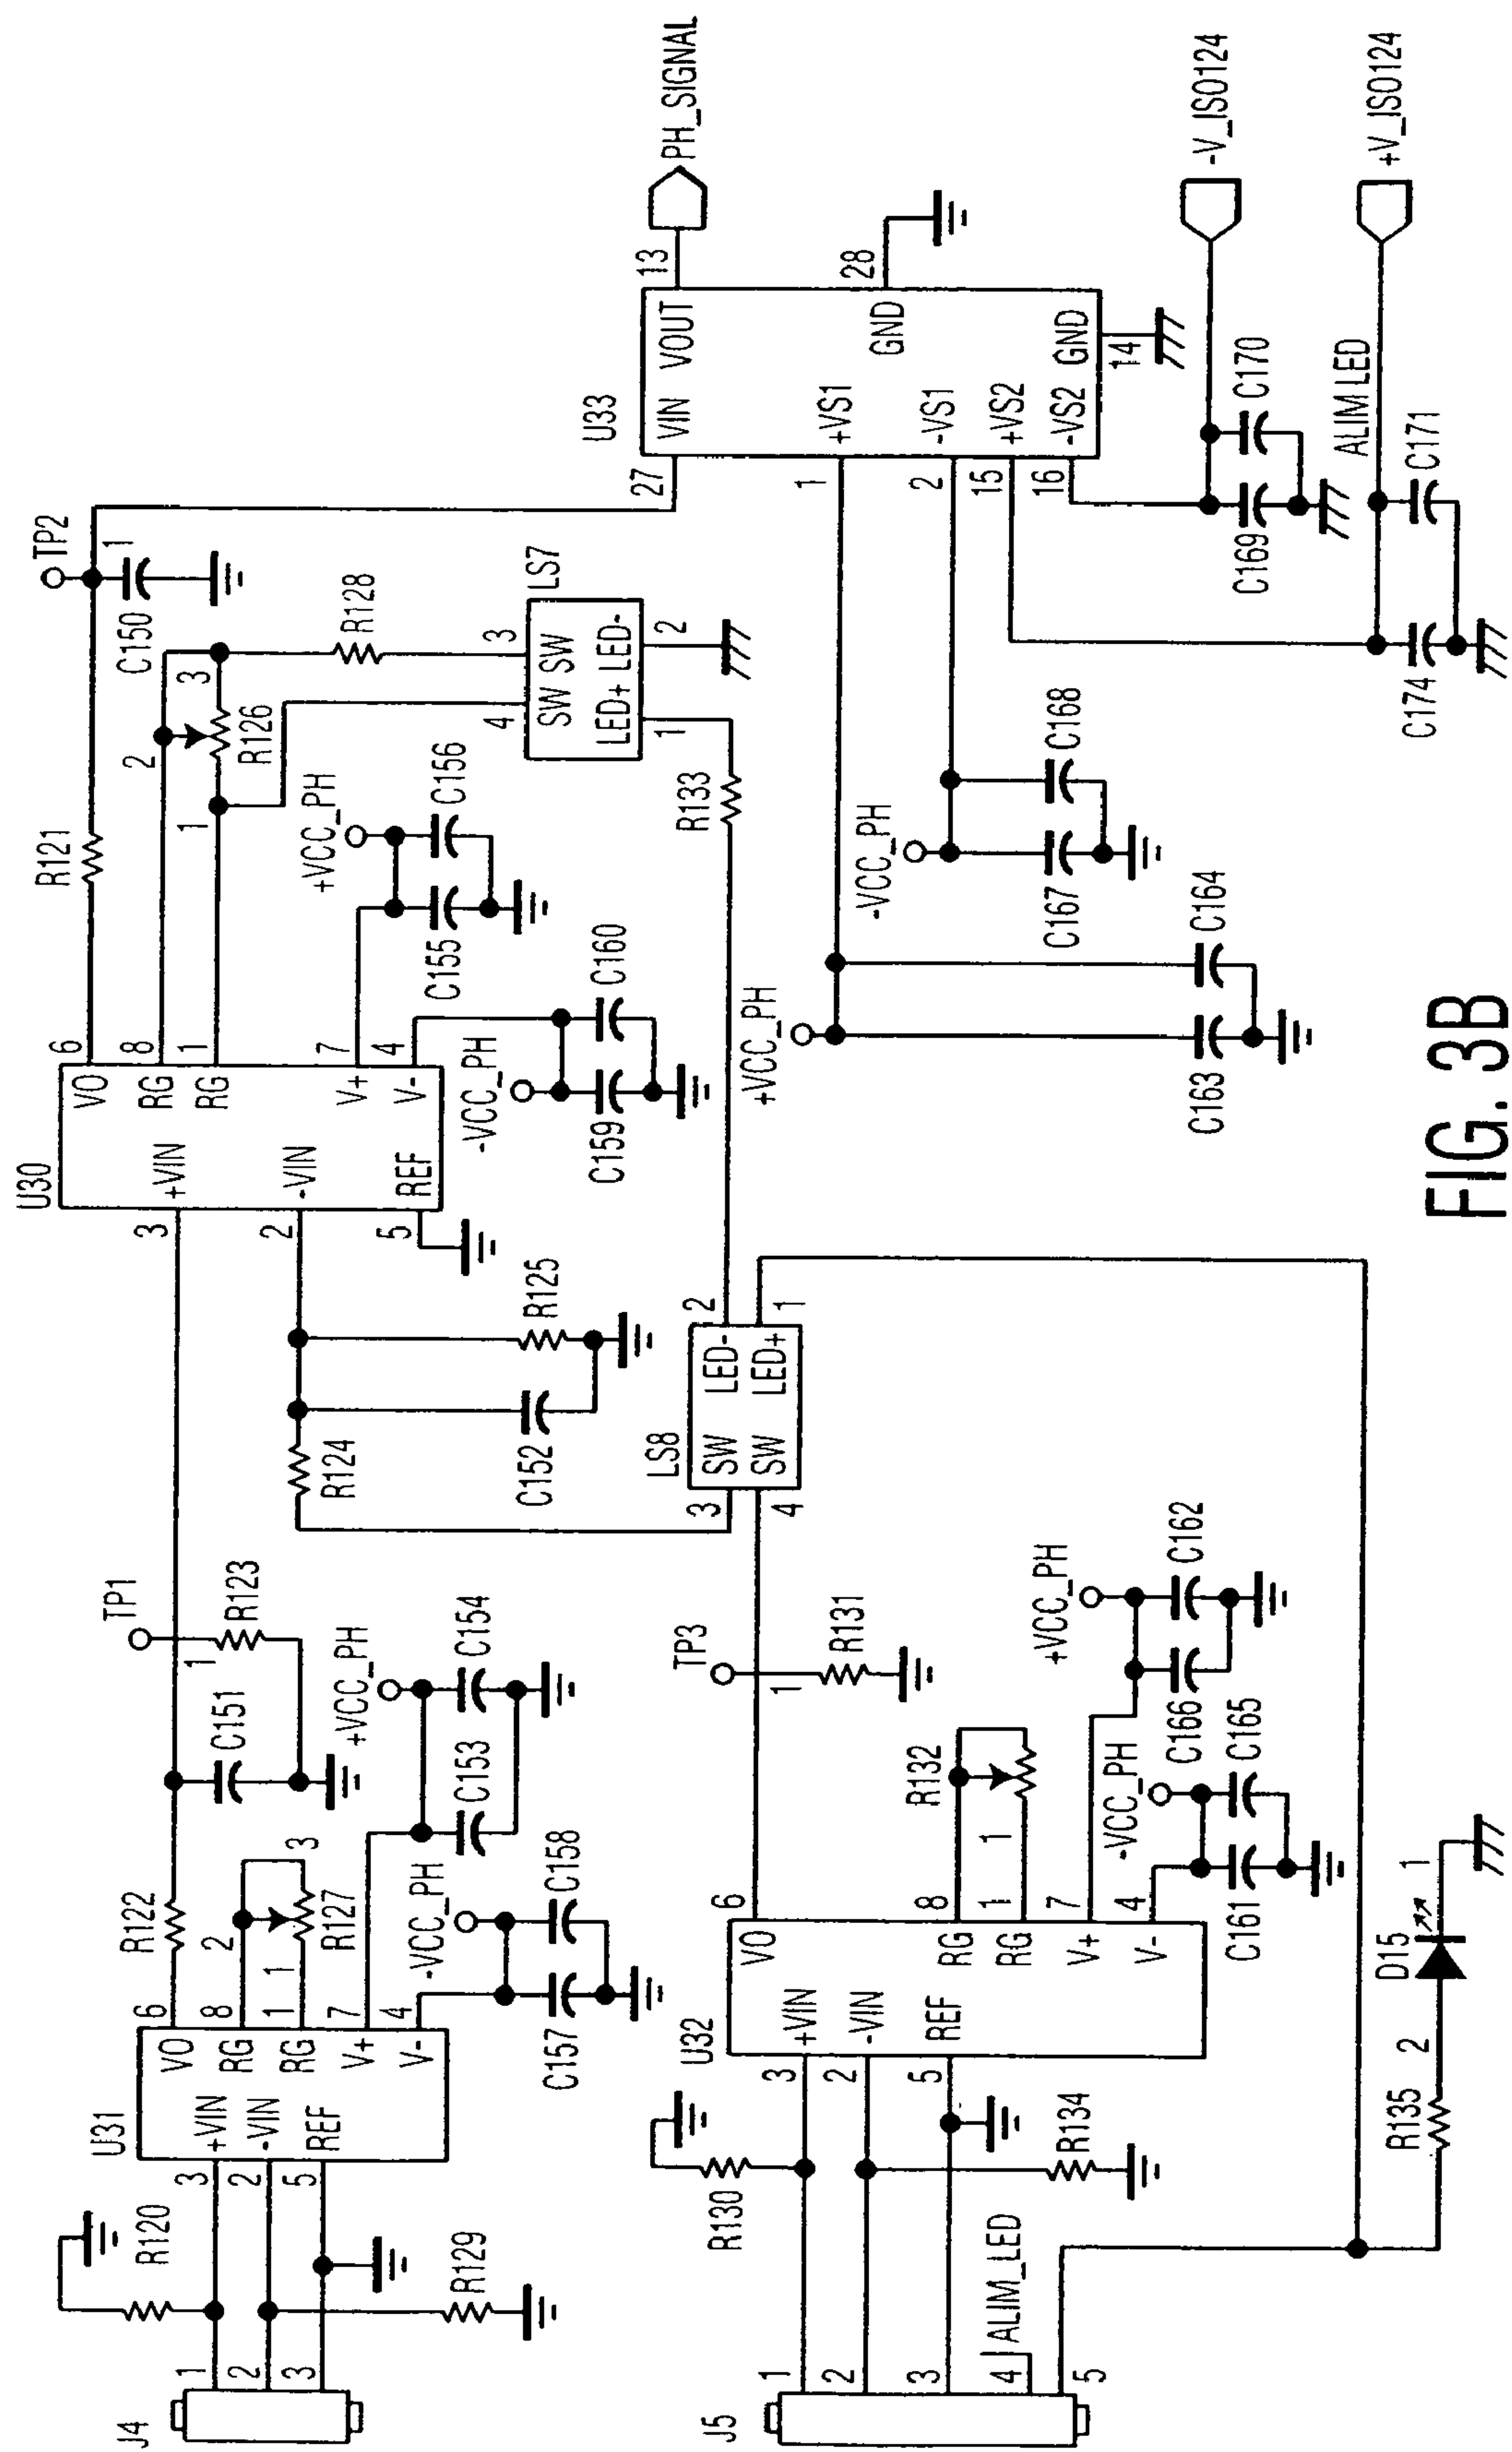 J4
1
2
3
R120
R129
U31
3
2
5
+VIN
-VIN
REF
VO
RG
RG
V+
V-
6
8
1
7
4
R122
2
1
3
R127
-VCC_PH
C157
C158
C151
TP1
1
R123
+VCC_PH
C153
C154
R124
C152
R125
U30
3
2
5
+VIN
-VIN
REF
VO
RG
RG
V+
V-
6
8
1
7
4
R121
2
1
3
R126
C150
TP2
1
-VCC_PH
C159
C160
+VCC_PH
C155
C156
R128
LS7
4
3
SW SW
LED+ LED-
1
2
R133
J5
1
2
3
4
5
ALIM_LED
R130
R134
U32
3
2
5
+VIN
-VIN
REF
VO
RG
RG
V+
V-
6
8
1
7
4
R132
1
TP3
1
R131
-VCC_PH
C161
C165
+VCC_PH
C166
C162
LS8
3
4
SW
SW
LED-
LED+
2
1
R135
2
D15
1
+VCC_PH
C163
C164
-VCC_PH
C167
C168
U33
27
1
2
15
16
VIN
VOUT
+VS1
-VS1
+VS2
-VS2
GND
GND
13
28
14
PH_SIGNAL
C169
C170
-V_ISO124
ALIM LED
C174
C171
+V_ISO124
FIG. 3B